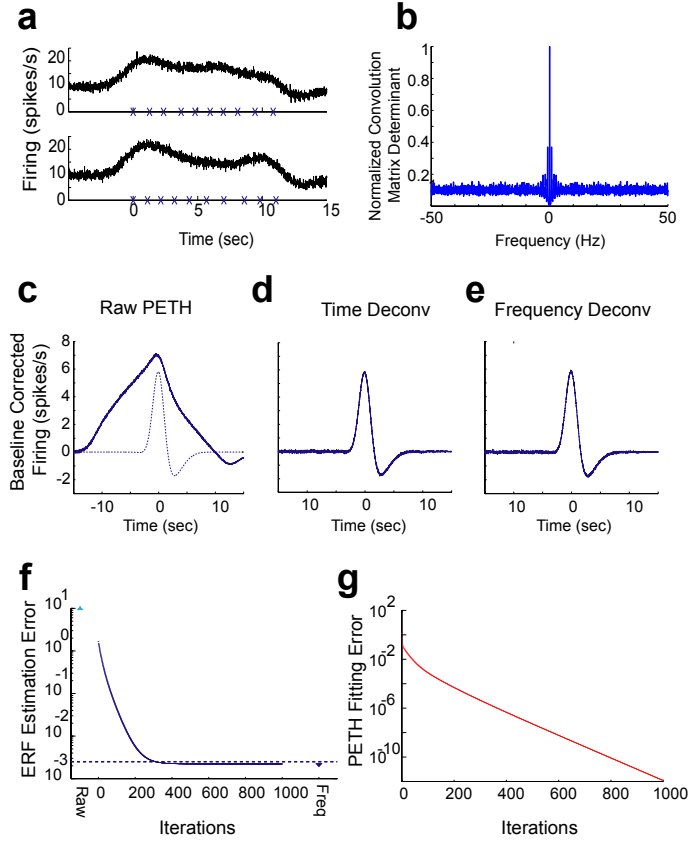 a
Firing (spikes/s)
20
10
20
10
0
5
10
15
Time (sec)
b
Normalized Convolution
Matrix Determinant
1
0.8
0.6
0.4
0.2
-50
0
50
Frequency (Hz)
c
Raw PETH
Baseline Corrected
Firing (spikes/s)
8
6
4
2
0
-2
-10
0
10
Time (sec)
d
Time Deconv
10
0
10
Time (sec)
e
Frequency Deconv
10
0
10
Time (sec)
f
ERF Estimation Error
10 1
10 0
10 -2
-3
10
Raw
0
200
400
600
800
1000
Freq
Iterations
g
PETH Fitting Error
10 2
10 -2
10 -6
10 -10
0
200
400
600
800
1000
Iterations